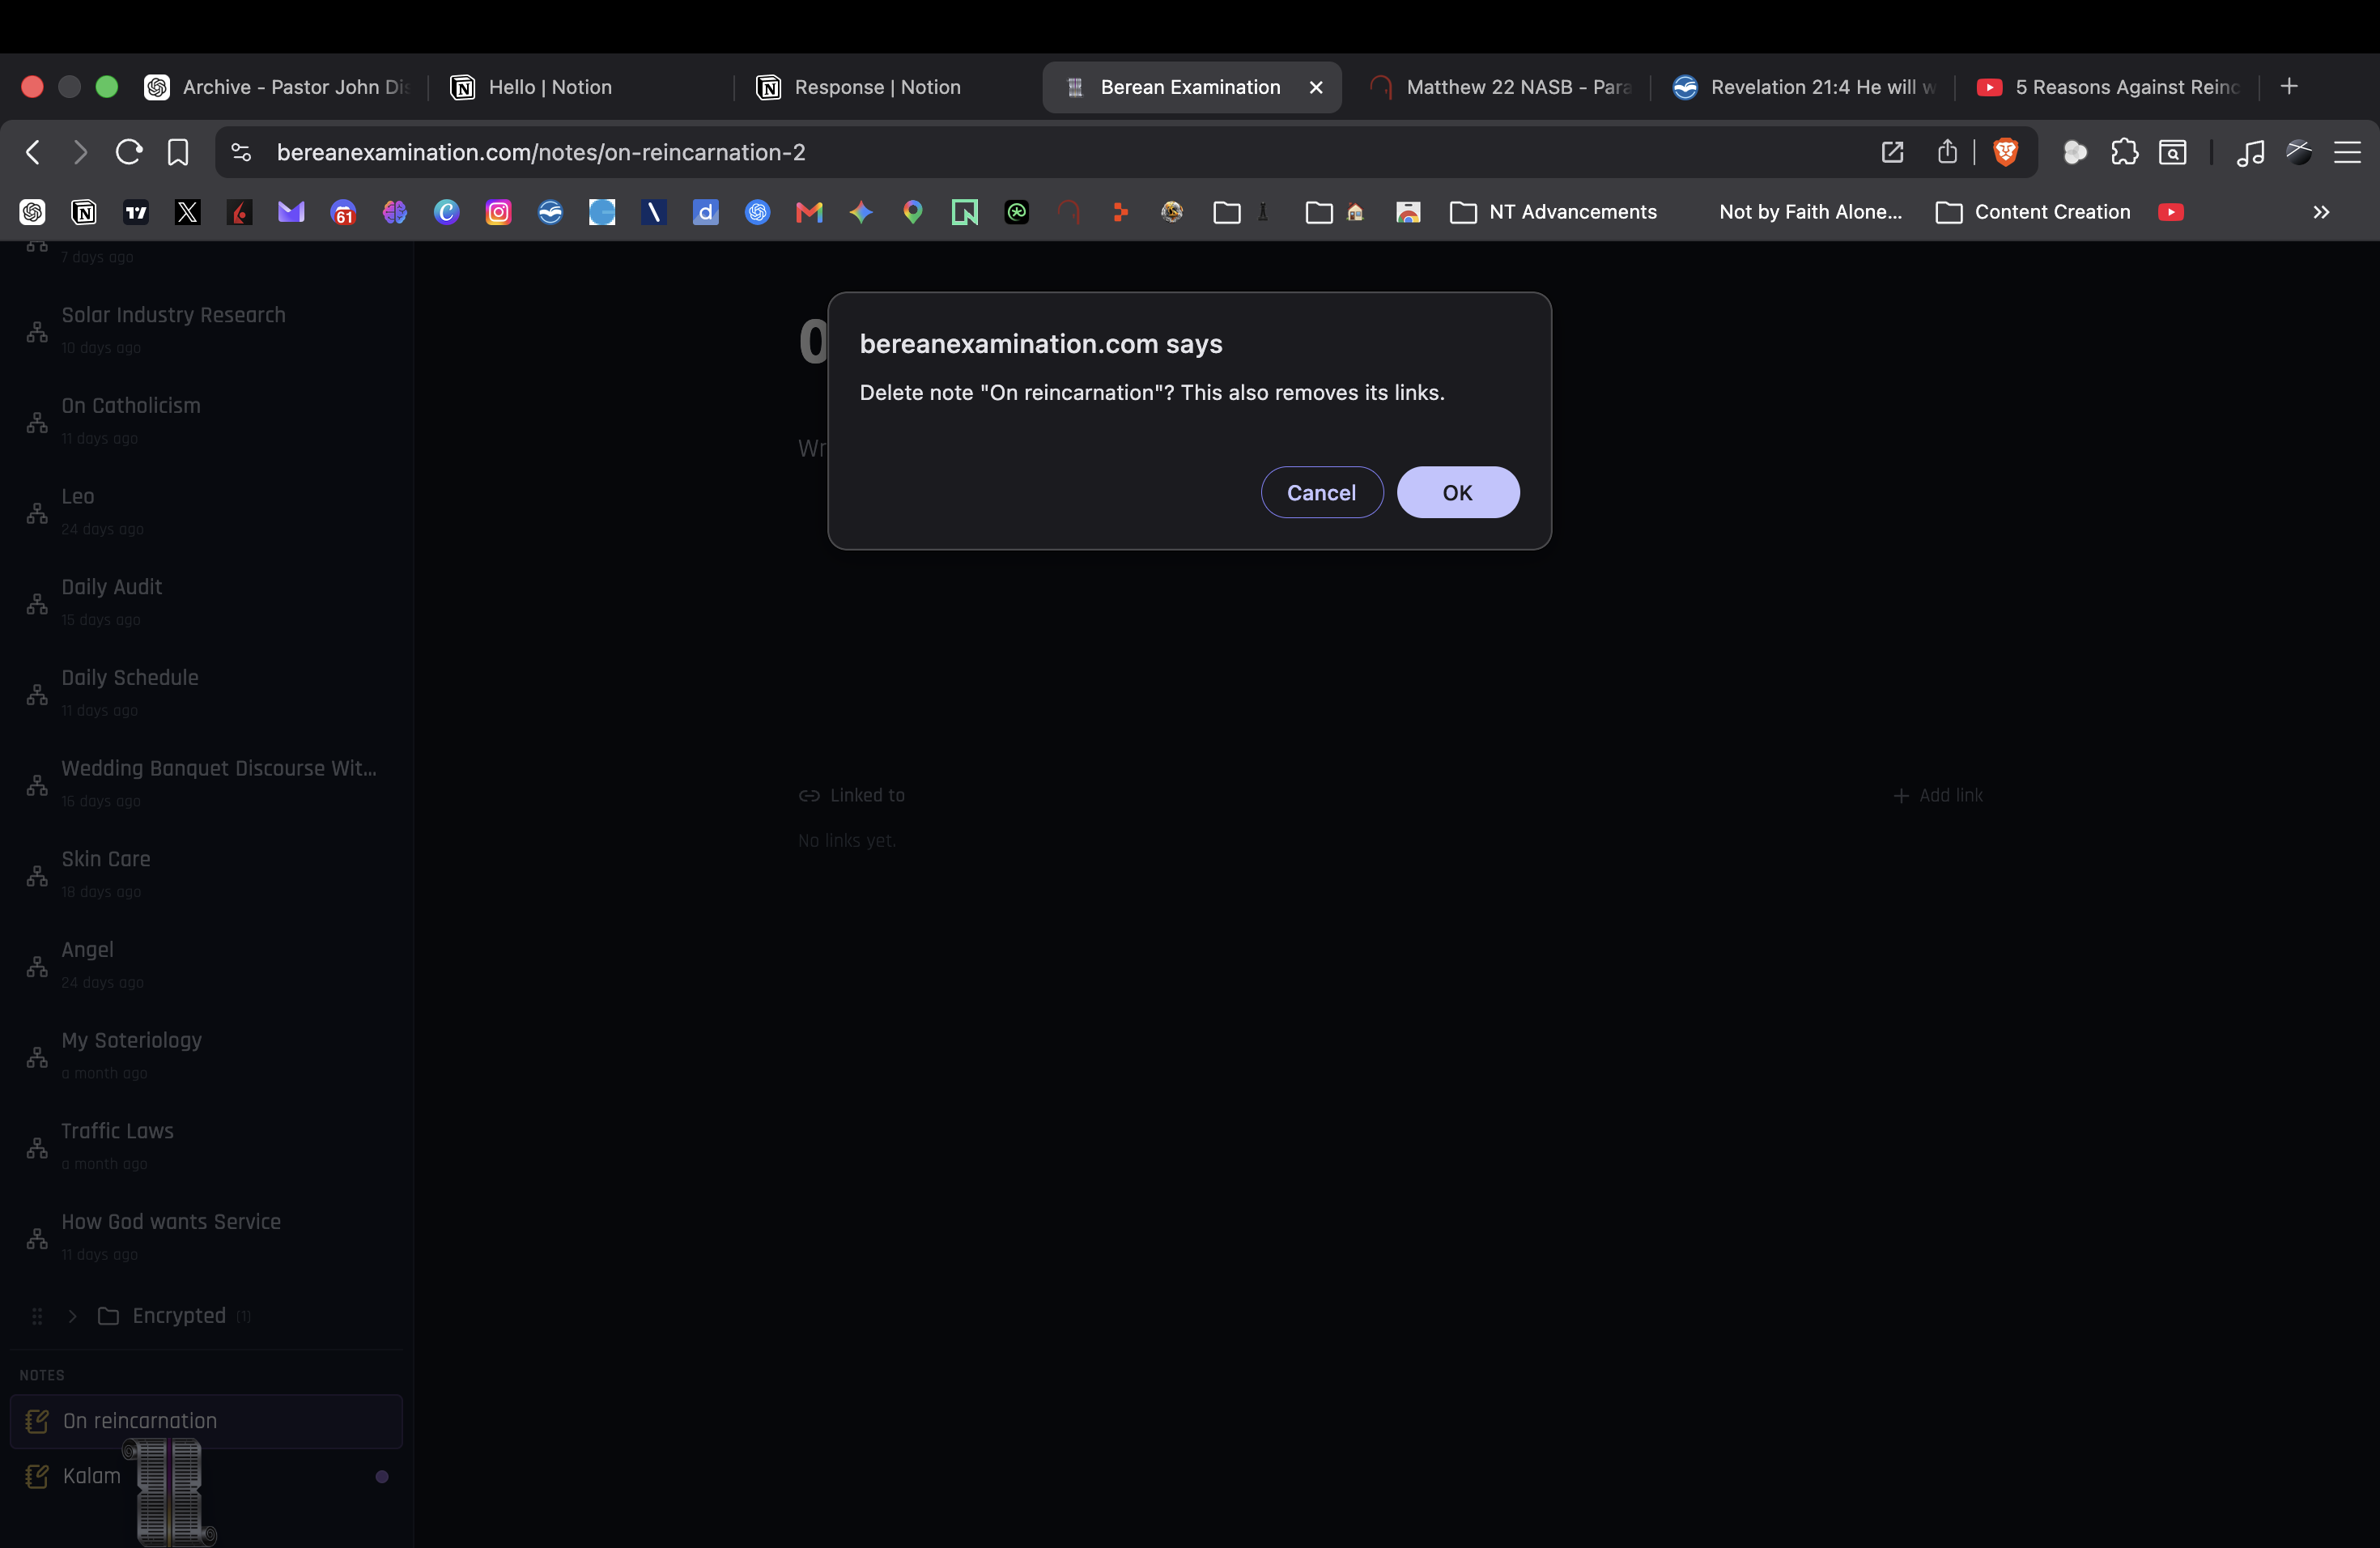 Archive - Pastor John Dis
Hello | Notion
Response | Notion
Berean Examination
Matthew 22 NASB - Para
Revelation 21:4 He will w
5 Reasons Against Reinc
bereanexamination.com/notes/on-reincarnation-2
61
NT Advancements
Not by Faith Alone...
Content Creation
7 days ago
Solar Industry Research
10 days ago
On Catholicism
11 days ago
Leo
24 days ago
Daily Audit
15 days ago
Daily Schedule
11 days ago
Wedding Banquet Discourse Wit...
16 days ago
Skin Care
18 days ago
Angel
24 days ago
My Soteriology
a month ago
Traffic Laws
a month ago
How God wants Service
11 days ago
Encrypted (1)
NOTES
On reincarnation
Kalam
O
Wr
bereanexamination.com says
Delete note "On reincarnation"? This also removes its links.
Cancel
OK
Linked to
Add link
No links yet.